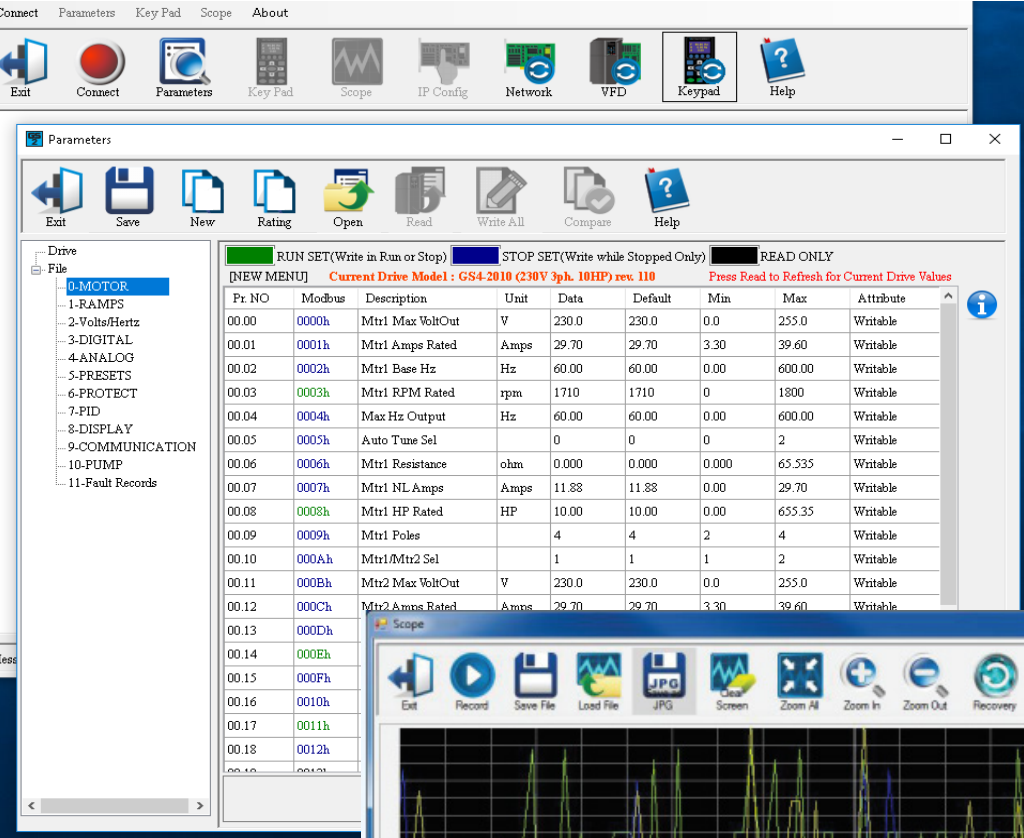 Connect Parameters Key Pad Scope About
Exit Connect Parameters Key Pad Scope IP Config Network VFD Keypad Help
Parameters
Exit Save New Rating Open Read Write All Compare Help
Drive
File
0-MOTOR
1-RAMPS
2-Volts/Hertz
3-DIGITAL
4-ANALOG
5-PRESETS
6-PROTECT
7-PID
8-DISPLAY
9-COMMUNICATION
10-PUMP
11-Fault Records
RUN SET(Write in Run or Stop) STOP SET(Write while Stopped Only) READ ONLY
[NEW MENU] Current Drive Model : GS4-2010 (230V 3ph. 10HP) rev. 110 Press Read to Refresh for Current Drive Values
Pr. NO Modbus Description Unit Data Default Min Max Attribute
00.00 0000h Mtr1 Max VoltOut V 230.0 230.0 0.0 255.0 Writable
00.01 0001h Mtr1 Amps Rated Amps 29.70 29.70 3.30 39.60 Writable
00.02 0002h Mtr1 Base Hz Hz 60.00 60.00 0.00 600.00 Writable
00.03 0003h Mtr1 RPM Rated rpm 1710 1710 0 1800 Writable
00.04 0004h Max Hz Output Hz 60.00 60.00 0.00 600.00 Writable
00.05 0005h Auto Tune Sel 0 0 0 2 Writable
00.06 0006h Mtr1 Resistance ohm 0.000 0.000 0.000 65.535 Writable
00.07 0007h Mtr1 NL Amps Amps 11.88 11.88 0.00 29.70 Writable
00.08 0008h Mtr1 HP Rated HP 10.00 10.00 0.00 655.35 Writable
00.09 0009h Mtr1 Poles 4 4 2 4 Writable
00.10 000Ah Mtr1/Mtr2 Sel 1 1 1 2 Writable
00.11 000Bh Mtr2 Max VoltOut V 230.0 230.0 0.0 255.0 Writable
00.12 000Ch Mtr2 Amps Rated Amps 29.70 29.70 3.30 39.60 Writable
00.13 000Dh
00.14 000Eh
00.15 000Fh
00.16 0010h
00.17 0011h
00.18 0012h
Scope
JPG
Clear
Exit Record Save File Load File JPG Screen Zoom All Zoom In Zoom Out Recovery